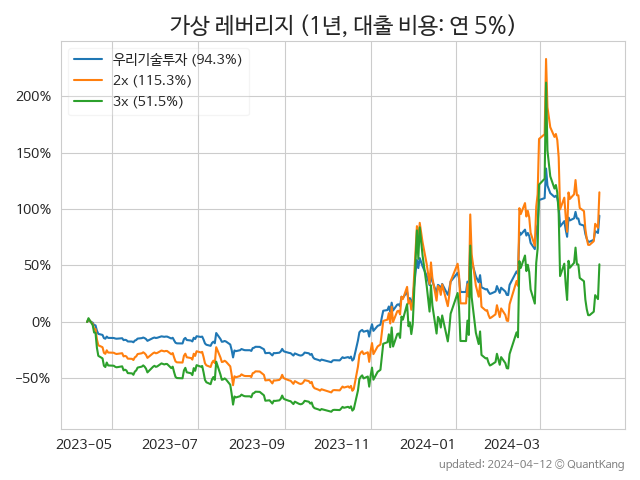 가상 레버리지 (1년, 대출 비용: 연 5%)
우리기술투자 (94.3%)
2x (115.3%)
3x (51.5%)
200%
150%
100%
50%
0%
−50%
2023-05 2023-07 2023-09 2023-11 2024-01 2024-03
updated: 2024-04-12 © QuantKang